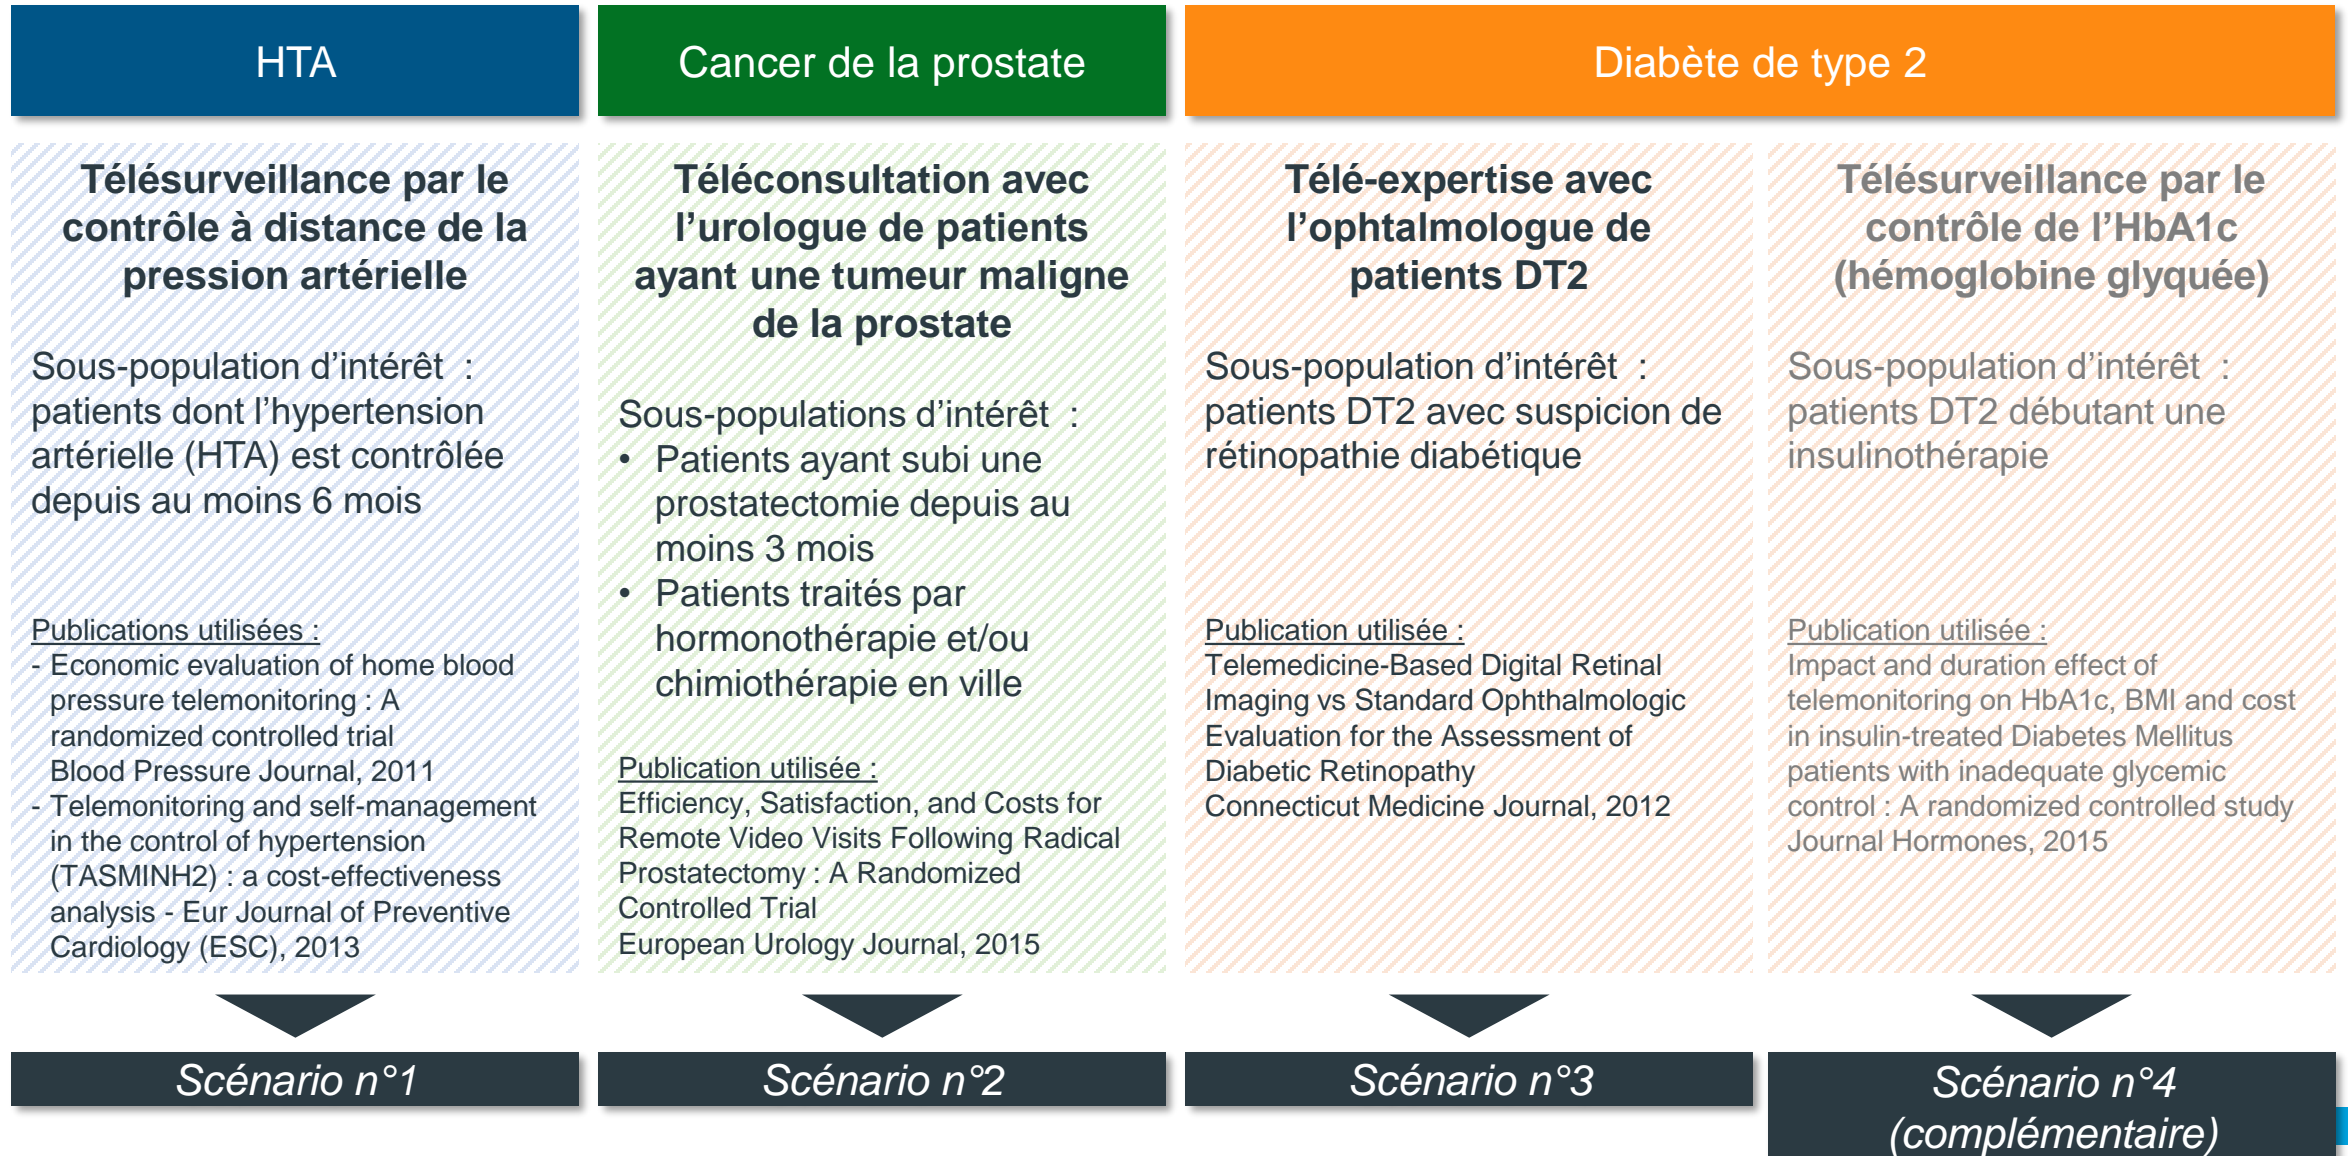 HTA
Télésurveillance par le
contrôle à distance de la
pression artérielle
Sous-population d’intérêt :
patients dont l’hypertension
artérielle (HTA) est contrôlée
depuis au moins 6 mois
Publications utilisées :
- Economic evaluation of home blood
pressure telemonitoring : A
randomized controlled trial
Blood Pressure Journal, 2011
- Telemonitoring and self-management
in the control of hypertension
(TASMINH2) : a cost-effectiveness
analysis - Eur Journal of Preventive
Cardiology (ESC), 2013
Scénario n°1
Cancer de la prostate
Téléconsultation avec
l’urologue de patients
ayant une tumeur maligne
de la prostate
Sous-populations d’intérêt :
• Patients ayant subi une
prostatectomie depuis au
moins 3 mois
• Patients traités par
hormonothérapie et/ou
chimiothérapie en ville
Publication utilisée :
Efficiency, Satisfaction, and Costs for
Remote Video Visits Following Radical
Prostatectomy : A Randomized
Controlled Trial
European Urology Journal, 2015
Scénario n°2
Diabète de type 2
Télé-expertise avec
l’ophtalmologue de
patients DT2
Sous-population d’intérêt :
patients DT2 avec suspicion de
rétinopathie diabétique
Publication utilisée :
Telemedicine-Based Digital Retinal
Imaging vs Standard Ophthalmologic
Evaluation for the Assessment of
Diabetic Retinopathy
Connecticut Medicine Journal, 2012
Scénario n°3
Télésurveillance par le
contrôle de l’HbA1c
(hémoglobine glyquée)
Sous-population d’intérêt :
patients DT2 débutant une
insulinothérapie
Publication utilisée :
Impact and duration effect of
telemonitoring on HbA1c, BMI and cost
in insulin-treated Diabetes Mellitus
patients with inadequate glycemic
control : A randomized controlled study
Journal Hormones, 2015
Scénario n°4
(complémentaire)